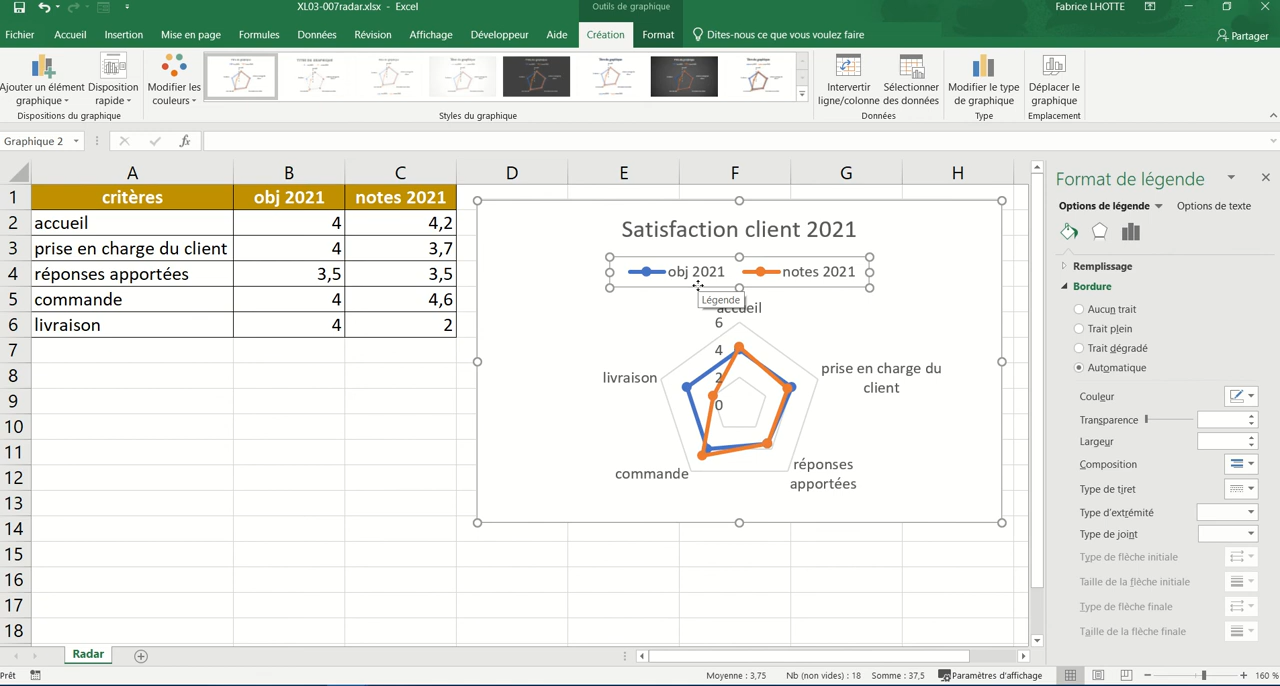 XL03-007radar.xlsx - Excel
Outils de graphique
Fabrice LHOTTE
Fichier Accueil Insertion Mise en page Formules Données Révision Affichage Développeur Aide Création Format Dites-nous ce que vous voulez faire Partager
Ajouter un élément graphique
Disposition rapide
Modifier les couleurs
Intervertir ligne/colonne
Sélectionner des données
Modifier le type de graphique
Déplacer le graphique
Dispositions du graphique Styles du graphique Données Type Emplacement
Graphique 2 fx
A B C D E F G H
1 critères obj 2021 notes 2021
2 accueil 4 4,2
3 prise en charge du client 4 3,7
4 réponses apportées 3,5 3,5
5 commande 4 4,6
6 livraison 4 2
7
8
9
10
11
12
13
14
15
16
17
18
Satisfaction client 2021
obj 2021 notes 2021
Légende
accueil
6
4
2
0
livraison
prise en charge du
client
commande
réponses
apportées
Format de légende
Options de légende Options de texte
Remplissage
Bordure
Aucun trait
Trait plein
Trait dégradé
Automatique
Couleur
Transparence
Largeur
Composition
Type de tiret
Type d'extrémité
Type de joint
Type de flèche initiale
Taille de la flèche initiale
Type de flèche finale
Taille de la flèche finale
Radar
Prêt Moyenne : 3,75 Nb (non vides) : 18 Somme : 37,5 Paramètres d'affichage 160 %